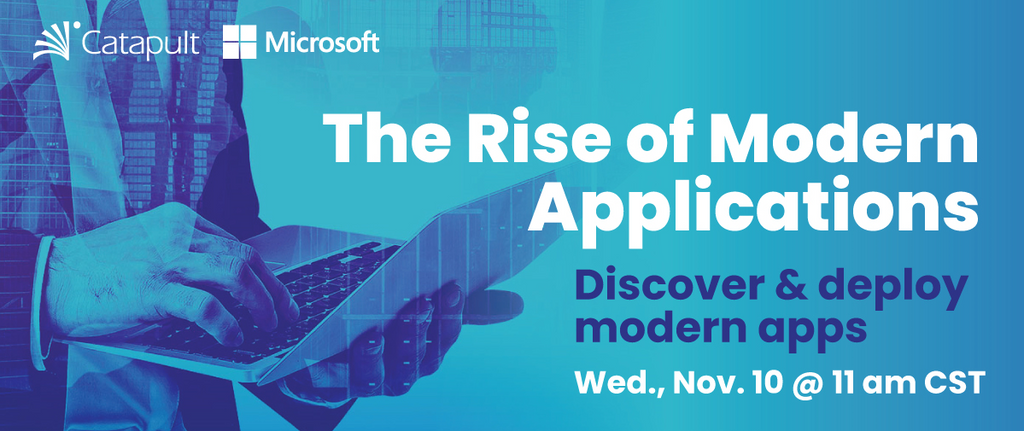 Catapult Microsoft
The Rise of Modern
Applications
Discover & deploy
modern apps
Wed., Nov. 10 @ 11 am CST